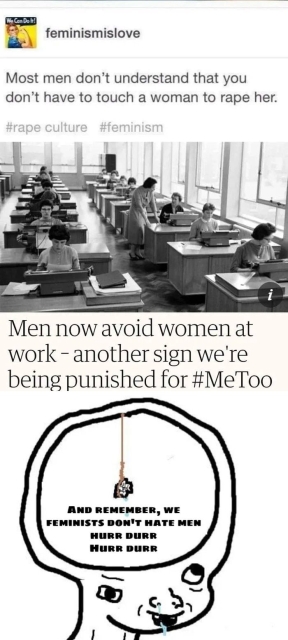 We Can Do It!
feminismislove
Most men don't understand that you
don't have to touch a woman to rape her.
#rape culture #feminism
i
Men now avoid women at
work – another sign we're
being punished for #MeToo
AND REMEMBER, WE
FEMINISTS DON'T HATE MEN
HURR DURR
HURR DURR